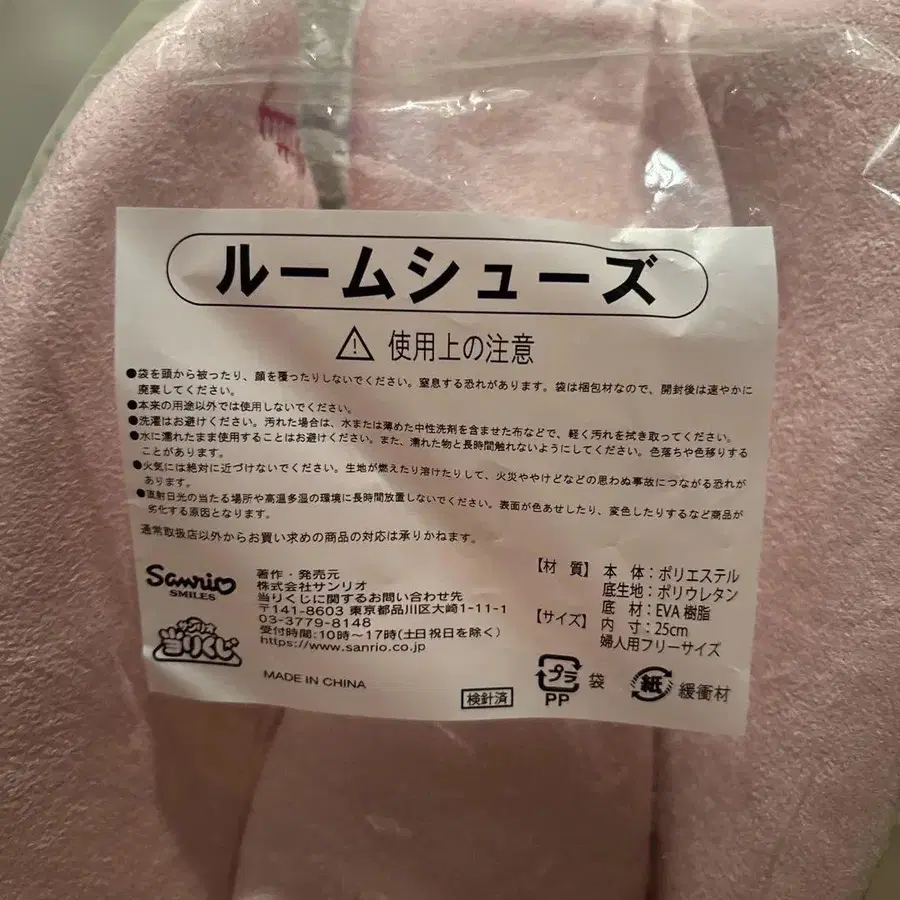 ルームシューズ
⚠ 使用上の注意
●袋を頭から被ったり、顔を覆ったりしないでください。窒息する恐れがあります。袋は梱包材なので、開封後は速やかに
廃棄してください。
●本来の用途以外では使用しないでください。
●洗濯はお避けください。汚れた場合は、水または薄めた中性洗剤を含ませた布などで、軽く汚れを拭き取ってください。
●水に濡れたまま使用することはお避けください。また、濡れた物と長時間触れないようにしてください。色落ちや色移りする
ことがあります。
●火気には絶対に近づけないでください。生地が燃えたり溶けたりして、火災ややけどなどの思わぬ事故につながる恐れが
あります。
●直射日光の当たる場所や高温多湿の環境に長時間放置しないでください。表面が色あせしたり、変色したりするなど商品が
劣化する原因となります。
通常取扱店以外からお買い求めの商品の対応は承りかねます。
Sanrio
SMILES
サンリオ
当りくじ
著作・発売元
株式会社サンリオ
当りくじに関するお問い合わせ先
〒141-8603 東京都品川区大崎1-11-1
03-3779-8148
受付時間:10時〜17時(土日祝日を除く)
https://www.sanrio.co.jp
MADE IN CHINA
検針済
【材 質】 本 体:ポリエステル
底生地:ポリウレタン
底 材:EVA樹脂
【サイズ】 内 寸:25cm
婦人用フリーサイズ
プラ 袋
PP
紙 緩衝材